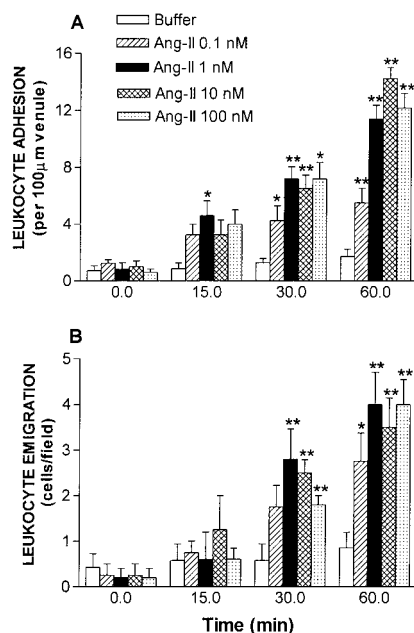 A
Buffer
Ang-II 0.1 nM
Ang-II 1 nM
Ang-II 10 nM
Ang-II 100 nM
LEUKOCYTE ADHESION
(per 100µm venule)
16
12
8
4
0
*
* ** ** *
** ** ** **
0.0 15.0 30.0 60.0
B
LEUKOCYTE EMIGRATION
(cells/field)
5
4
3
2
1
0
** ** **
* ** ** **
0.0 15.0 30.0 60.0
Time (min)